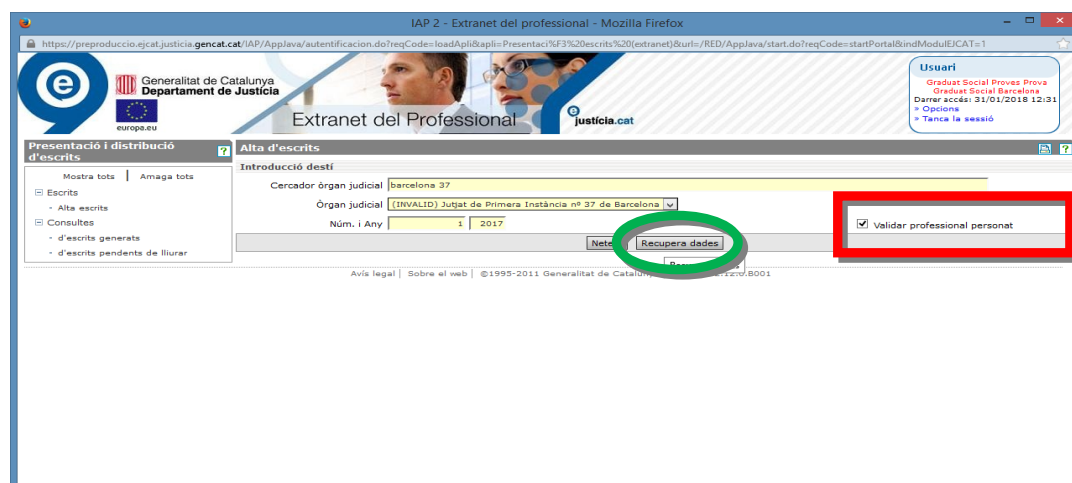 IAP 2 - Extranet del professional - Mozilla Firefox
https://preproduccio.ejcat.justicia.gencat.cat/IAP/AppJava/autentificacion.do?reqCode=loadApli&apli=Presentaci%F3%20escrits%20(extranet)&url=/RED/AppJava/start.do?reqCode=startPortal&indModulEJCAT=1
e
Generalitat de Catalunya
Departament de Justícia
europa.eu
Extranet del Professional
e justícia.cat
Usuari
Graduat Social Proves Prova
Graduat Social Barcelona
Darrer accés: 31/01/2018 12:31
» Opcions
» Tanca la sessió
Presentació i distribució d'escrits ?
Mostra tots | Amaga tots
Escrits
- Alta escrits
Consultes
- d'escrits generats
- d'escrits pendents de lliurar
Alta d'escrits ?
Introducció destí
Cercador òrgan judicial barcelona 37
Òrgan judicial (INVALID) Jutjat de Primera Instància nº 37 de Barcelona
Núm. i Any 1 2017
Validar professional personat
Recupera dades
Avís legal | Sobre el web | ©1995-2011 Generalitat de